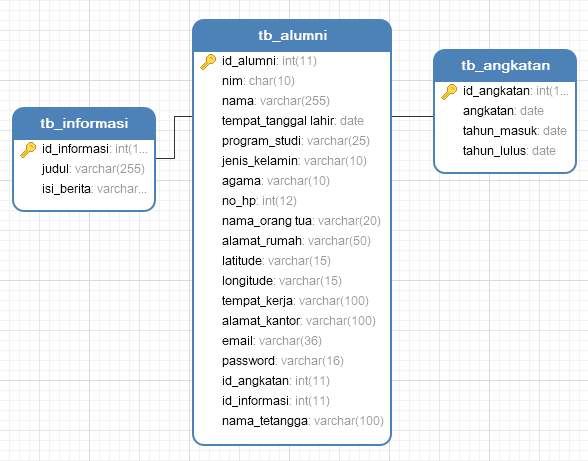 tb_informasi
id_informasi: int(1...
judul: varchar(255)
isi_berita: varchar...
tb_alumni
id_alumni: int(11)
nim: char(10)
nama: varchar(255)
tempat_tanggal lahir: date
program_studi: varchar(25)
jenis_kelamin: varchar(10)
agama: varchar(10)
no_hp: int(12)
nama_orang tua: varchar(20)
alamat_rumah: varchar(50)
latitude: varchar(15)
longitude: varchar(15)
tempat_kerja: varchar(100)
alamat_kantor: varchar(100)
email: varchar(36)
password: varchar(16)
id_angkatan: int(11)
id_informasi: int(11)
nama_tetangga: varchar(100)
tb_angkatan
id_angkatan: int(1...
angkatan: date
tahun_masuk: date
tahun_lulus: date